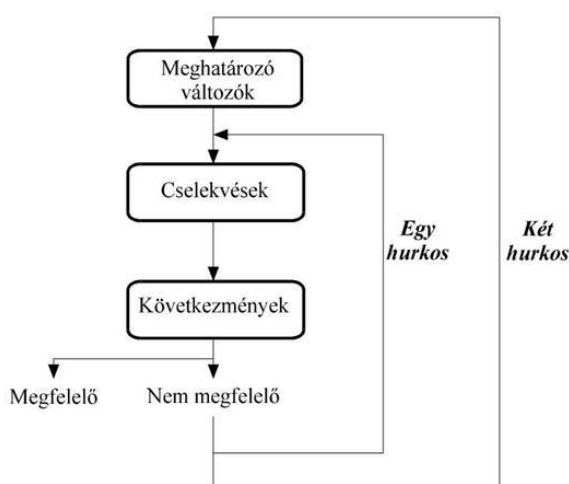 Meghatározó
változók
Cselekvések
Egy
hurkos
Két
hurkos
Következmények
Megfelelő
Nem megfelelő